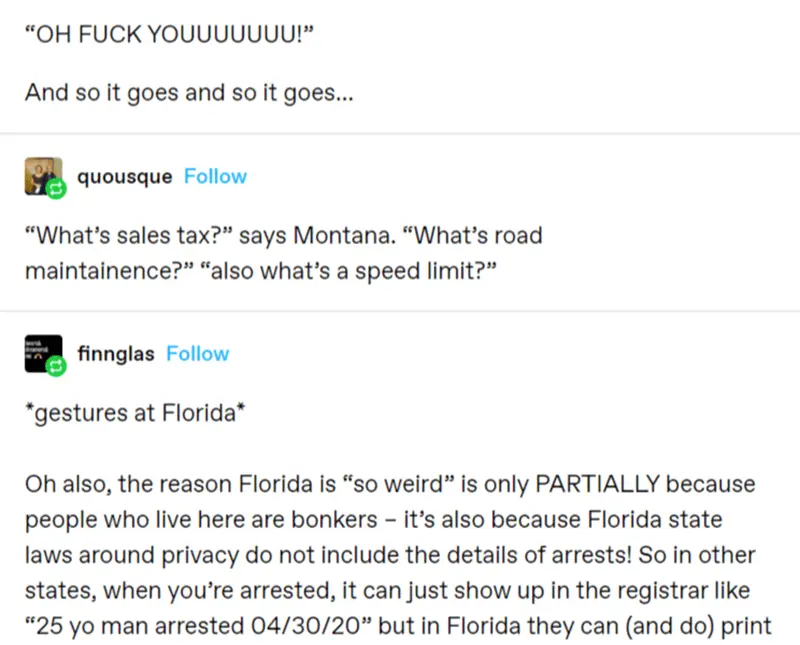 “OH FUCK YOUUUUUUU!”
And so it goes and so it goes...
quousque Follow
“What’s sales tax?” says Montana. “What’s road
maintainence?” “also what’s a speed limit?”
finnglas Follow
*gestures at Florida*
Oh also, the reason Florida is “so weird” is only PARTIALLY because
people who live here are bonkers – it’s also because Florida state
laws around privacy do not include the details of arrests! So in other
states, when you’re arrested, it can just show up in the registrar like
“25 yo man arrested 04/30/20” but in Florida they can (and do) print